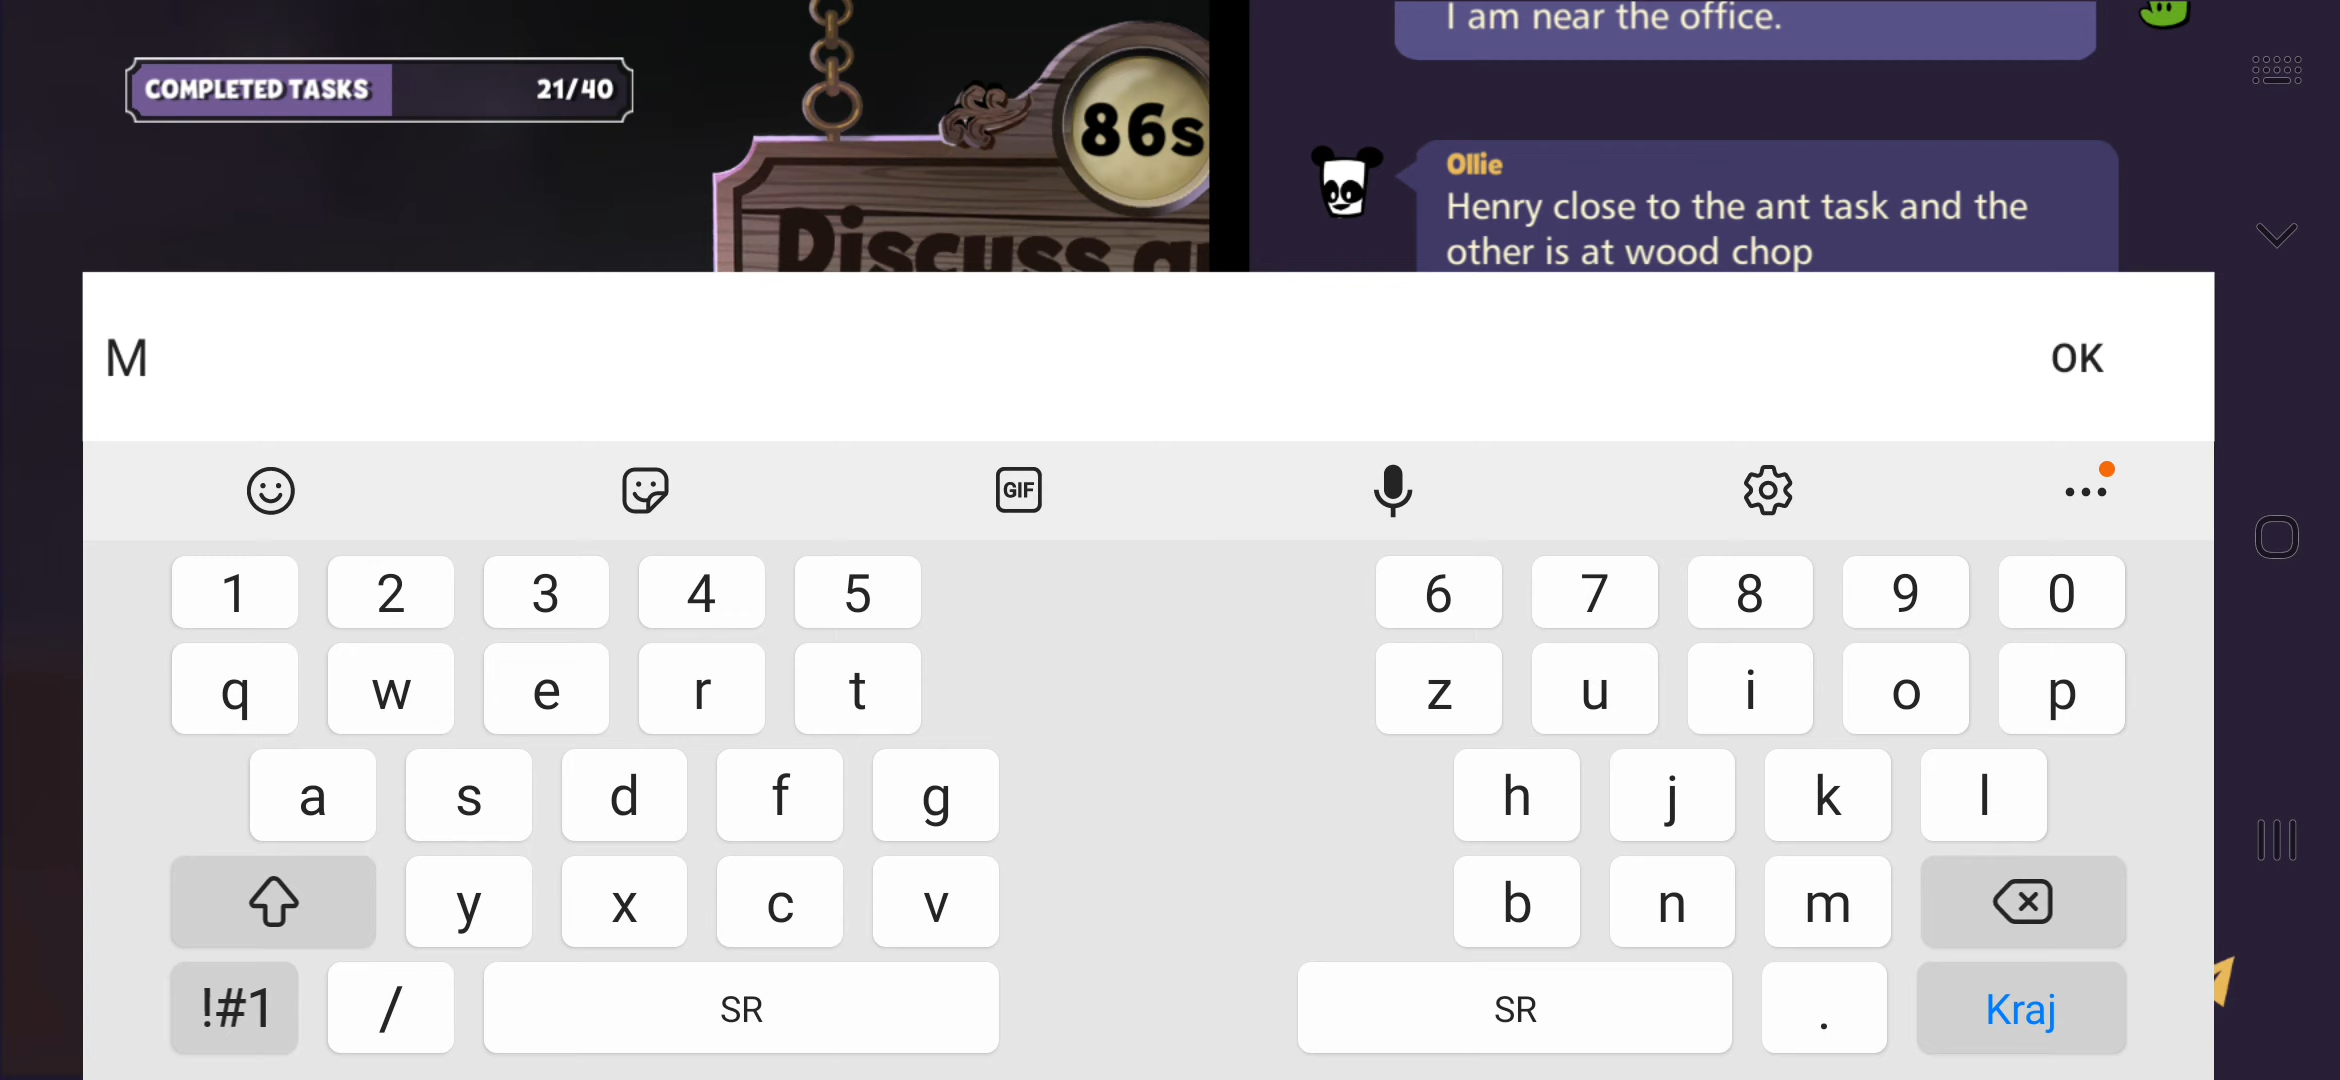 I am near the office.
COMPLETED TASKS 21/40
86s
Ollie
Henry close to the ant task and the
other is at wood chop
Discuss
M
OK
GIF
1 2 3 4 5 6 7 8 9 0
q w e r t z u i o p
a s d f g h j k l
y x c v b n m
!#1 / SR SR . Kraj